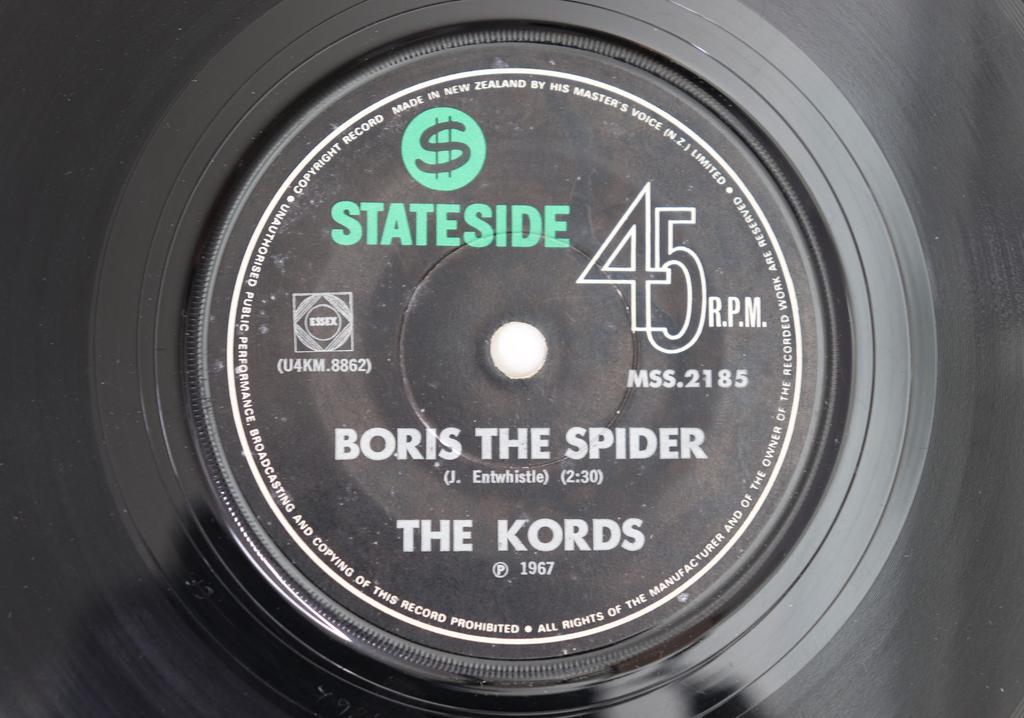 ● COPYRIGHT RECORD MADE IN NEW ZEALAND BY HIS MASTER'S VOICE (N.Z.) LIMITED ●
$
STATESIDE
45 R.P.M.
ESSEX
(U4KM.8862)
MSS.2185
BORIS THE SPIDER
(J. Entwhistle) (2:30)
THE KORDS
℗ 1967
UNAUTHORISED PUBLIC PERFORMANCE, BROADCASTING AND COPYING OF THIS RECORD PROHIBITED ● ALL RIGHTS OF THE MANUFACTURER AND OF THE OWNER OF THE RECORDED WORK ARE RESERVED